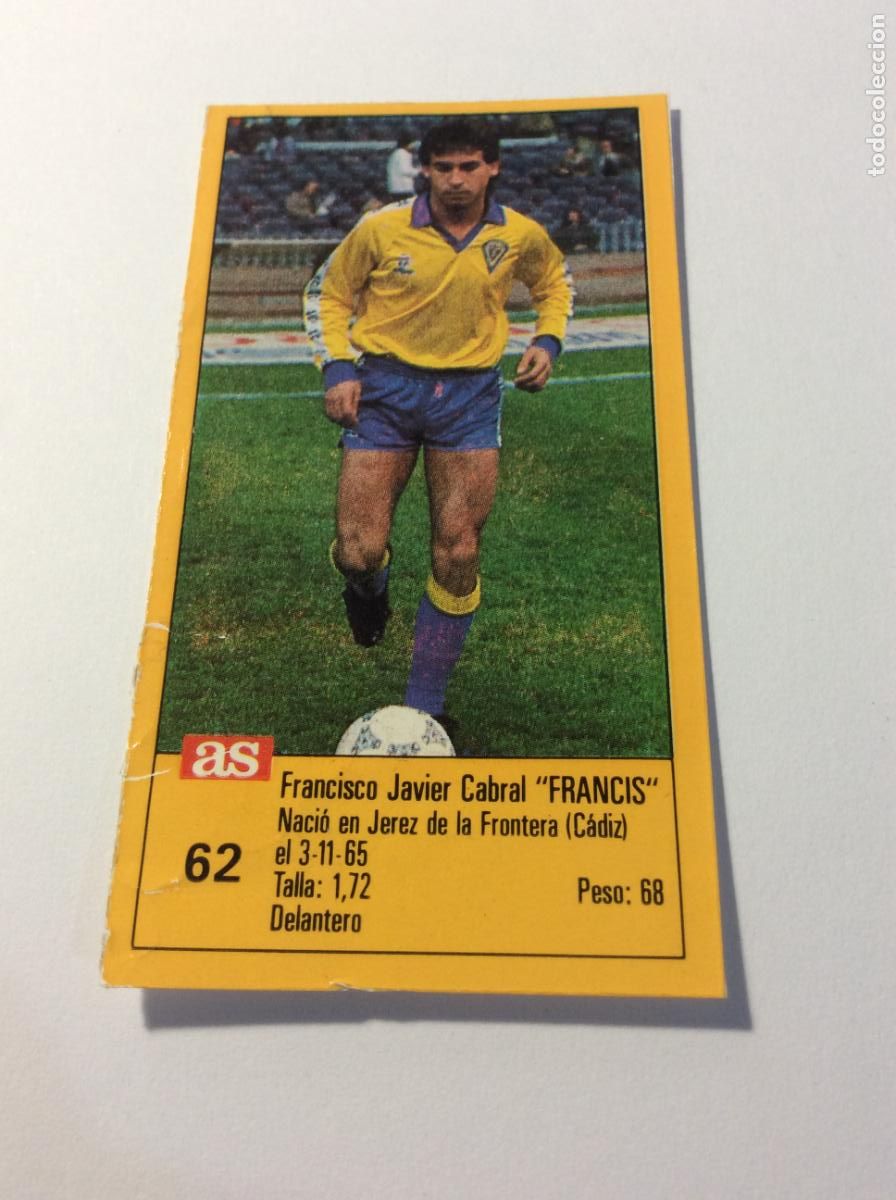 todocoleccion
as
Francisco Javier Cabral “FRANCIS“
Nació en Jerez de la Frontera (Cádiz)
62
el 3-11-65
Talla: 1,72 Peso: 68
Delantero